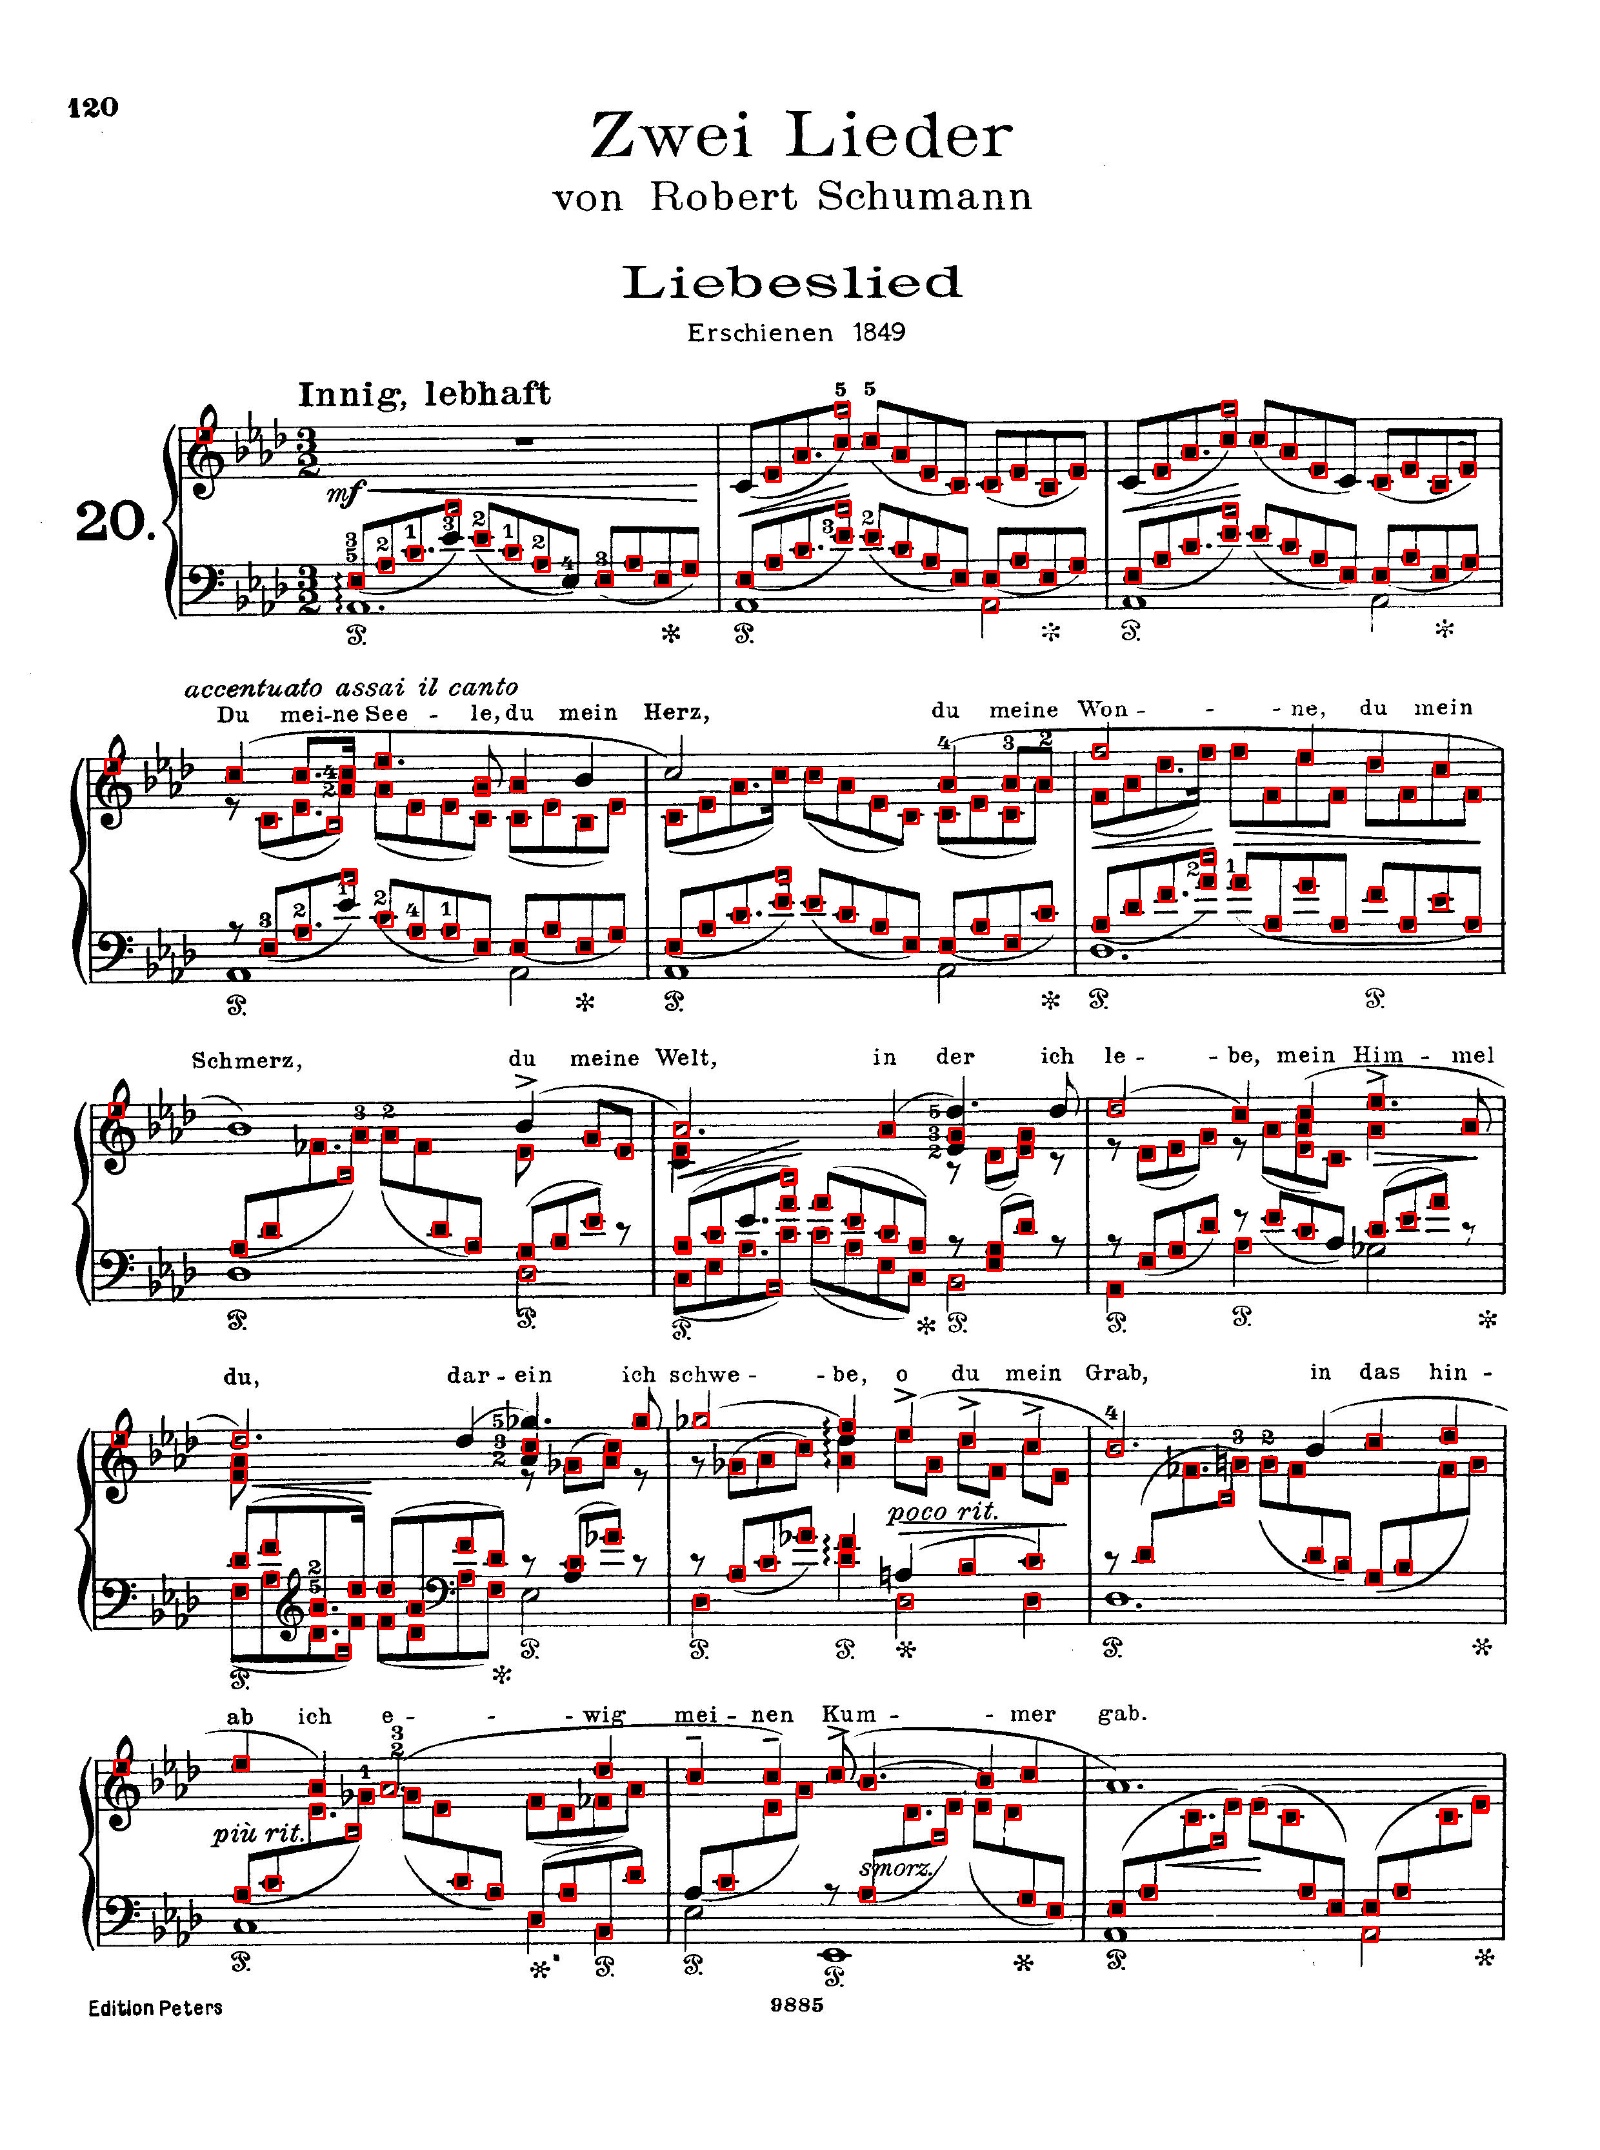 120
Zwei Lieder
von Robert Schumann
Liebeslied
Erschienen 1849
Innig, lebhaft
20.
mf
accentuato assai il canto
Du mei-ne See - le, du mein Herz, du meine Won - - - ne, du mein
Schmerz, du meine Welt, in der ich le - - be, mein Him - mel
du, dar - ein ich schwe - - be, o du mein Grab, in das hin -
poco rit.
ab ich e - - - wig mei - nen Kum - - mer gab.
più rit.
smorz.
Edition Peters
9885